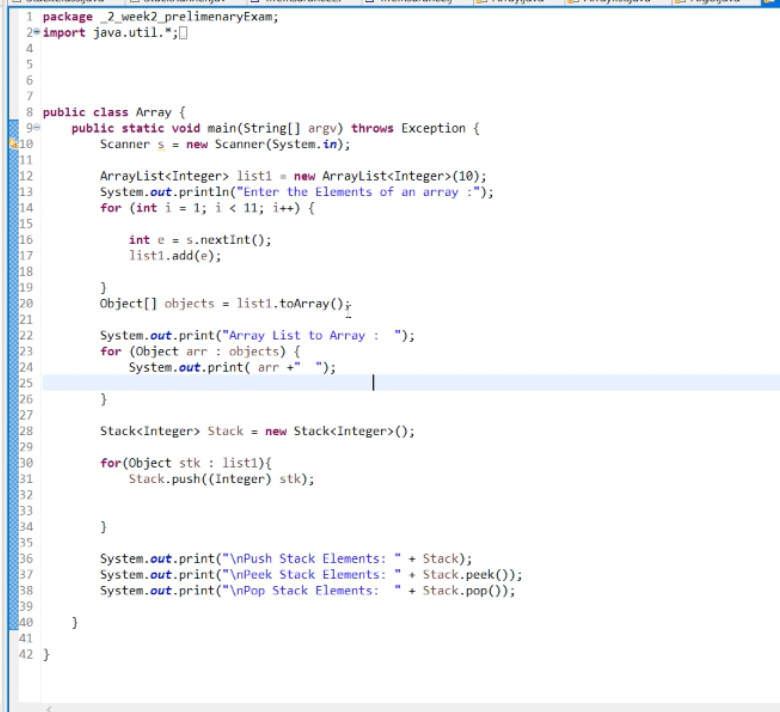 1 package _2_week2_prelimenaryExam;
2 import java.util.*;
4
5
6
7
8 public class Array {
9 public static void main(String[] argv) throws Exception {
10 Scanner s = new Scanner(System.in);
11
12 ArrayList<Integer> list1 = new ArrayList<Integer>(10);
13 System.out.println("Enter the Elements of an array :");
14 for (int i = 1; i < 11; i++) {
15
16 int e = s.nextInt();
17 list1.add(e);
18
19 }
20 Object[] objects = list1.toArray();
21
22 System.out.print("Array List to Array :  ");
23 for (Object arr : objects) {
24 System.out.print( arr +"  ");
25
26 }
27
28 Stack<Integer> Stack = new Stack<Integer>();
29
30 for(Object stk : list1){
31 Stack.push((Integer) stk);
32
33
34 }
35
36 System.out.print("\nPush Stack Elements: " + Stack);
37 System.out.print("\nPeek Stack Elements: " + Stack.peek());
38 System.out.print("\nPop Stack Elements:  " + Stack.pop());
39
40 }
41
42 }